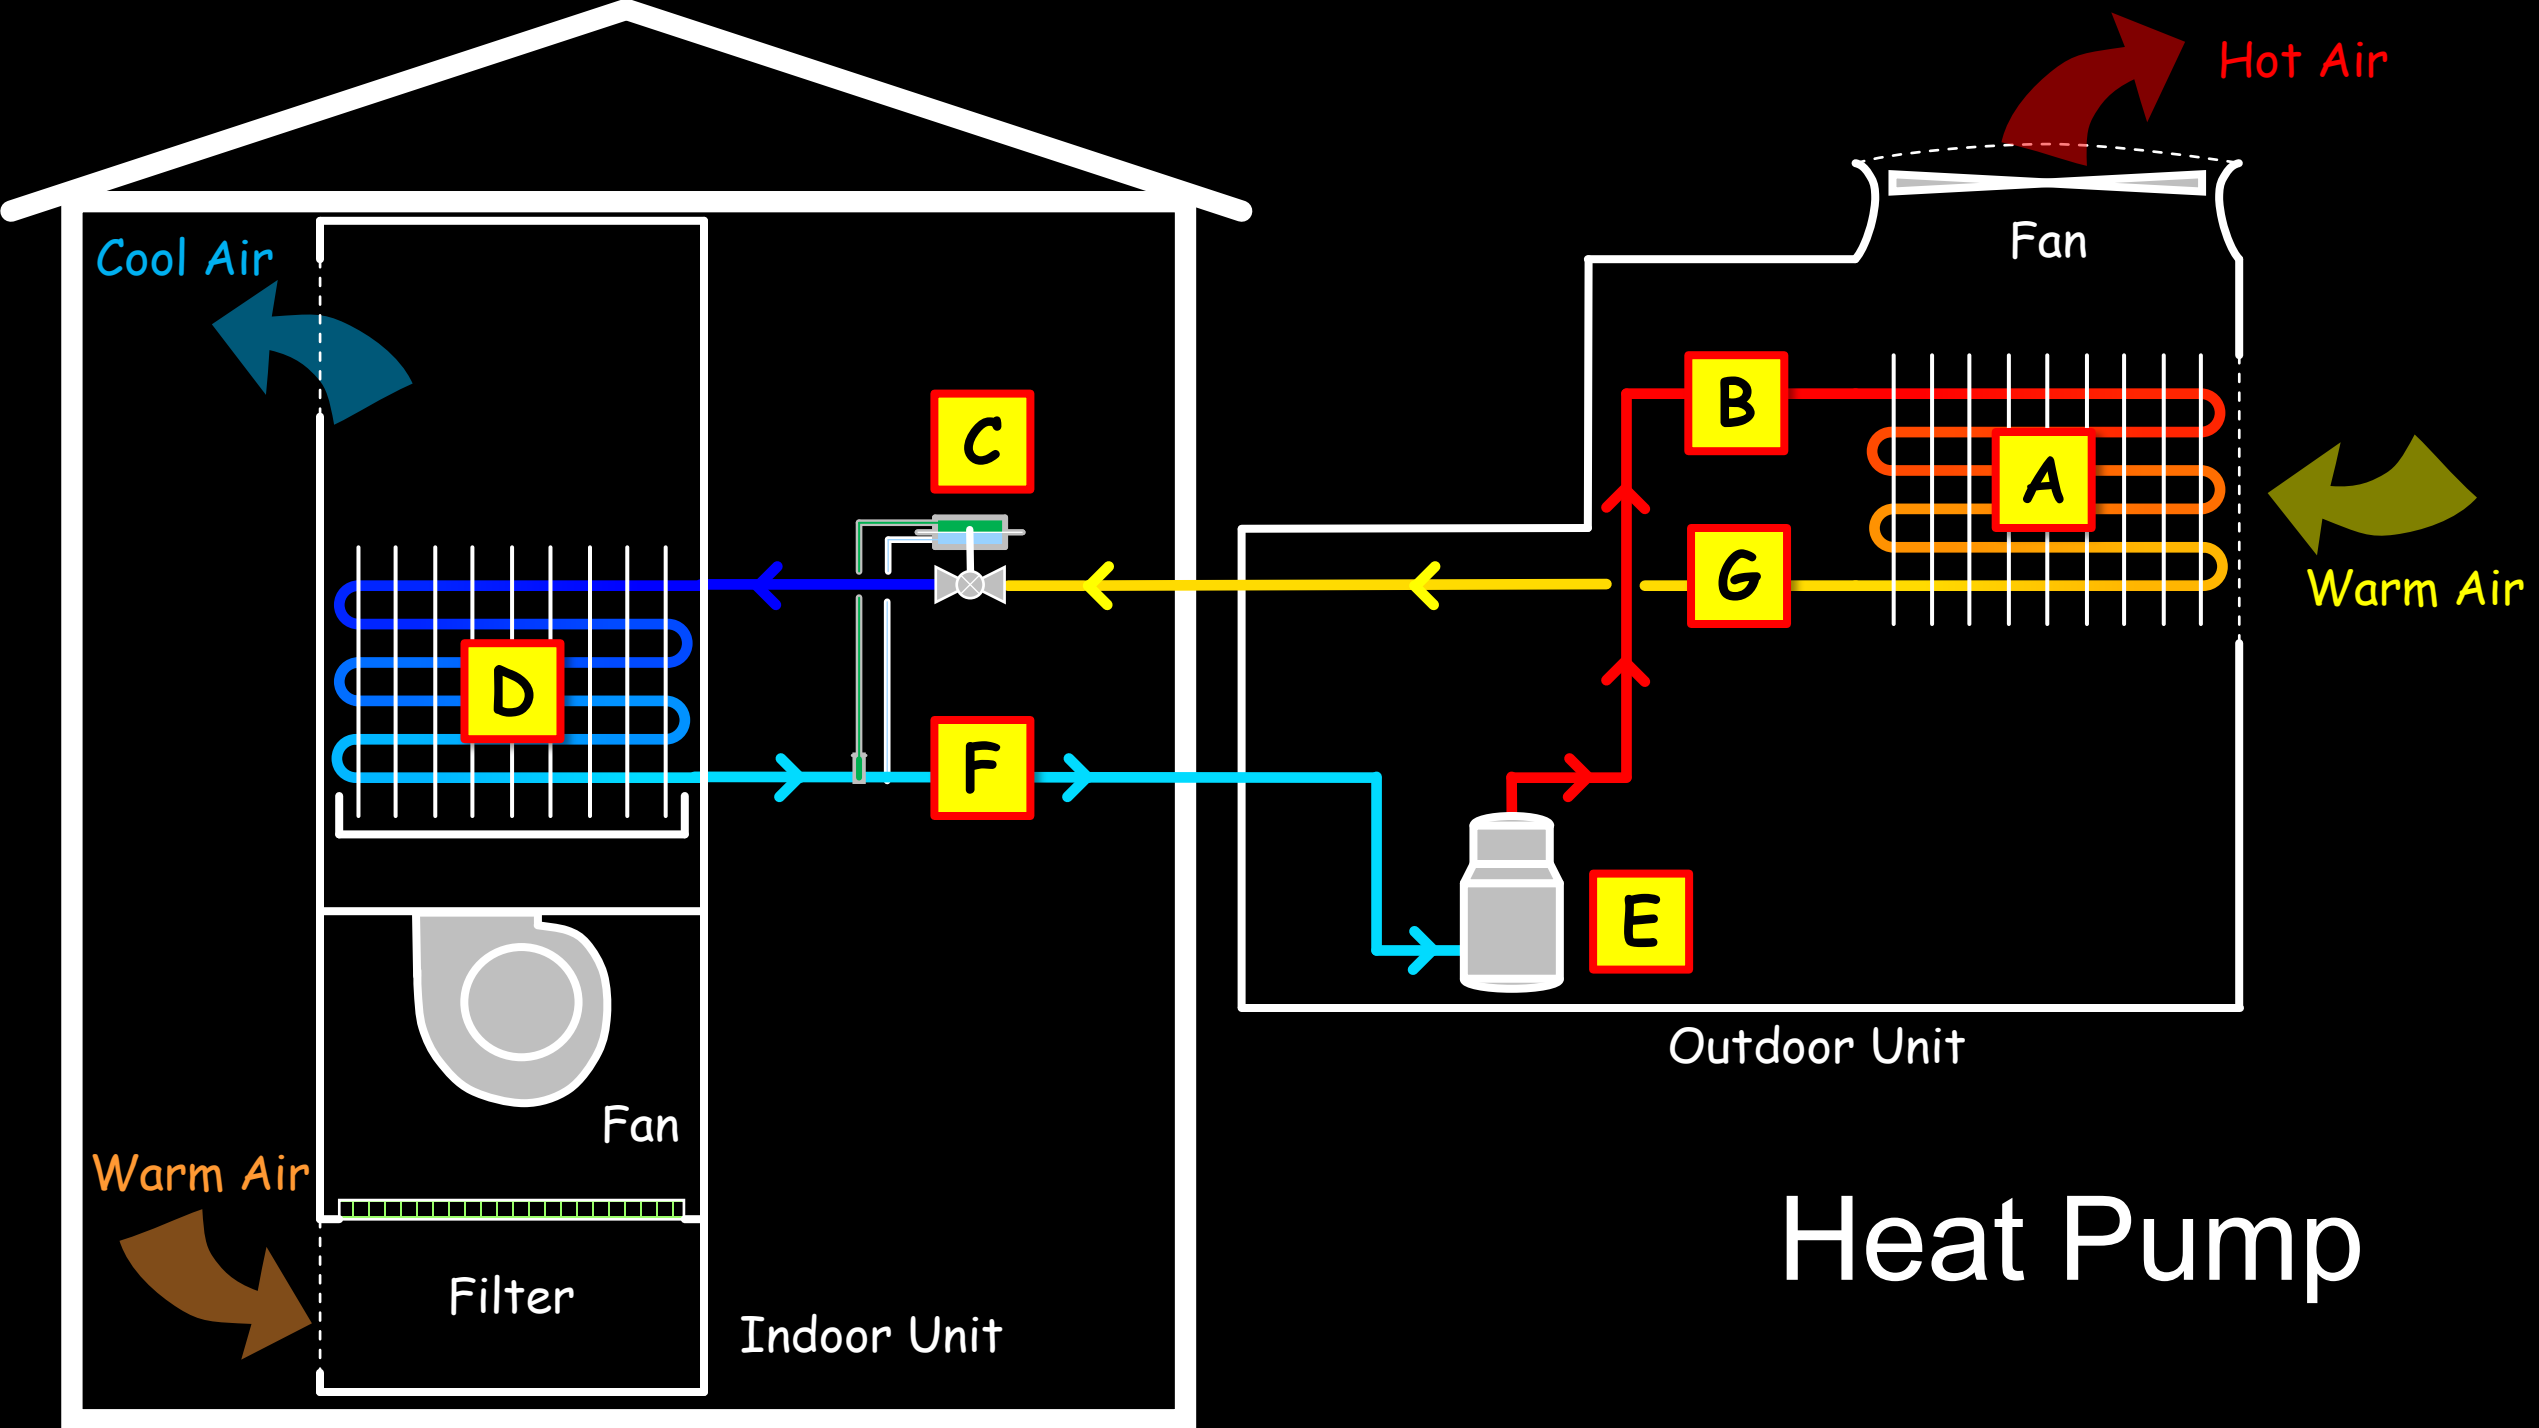 Hot Air
Fan
Cool Air
B
C
A
G
Warm Air
D
F
E
Outdoor Unit
Fan
Warm Air
Heat Pump
Filter
Indoor Unit